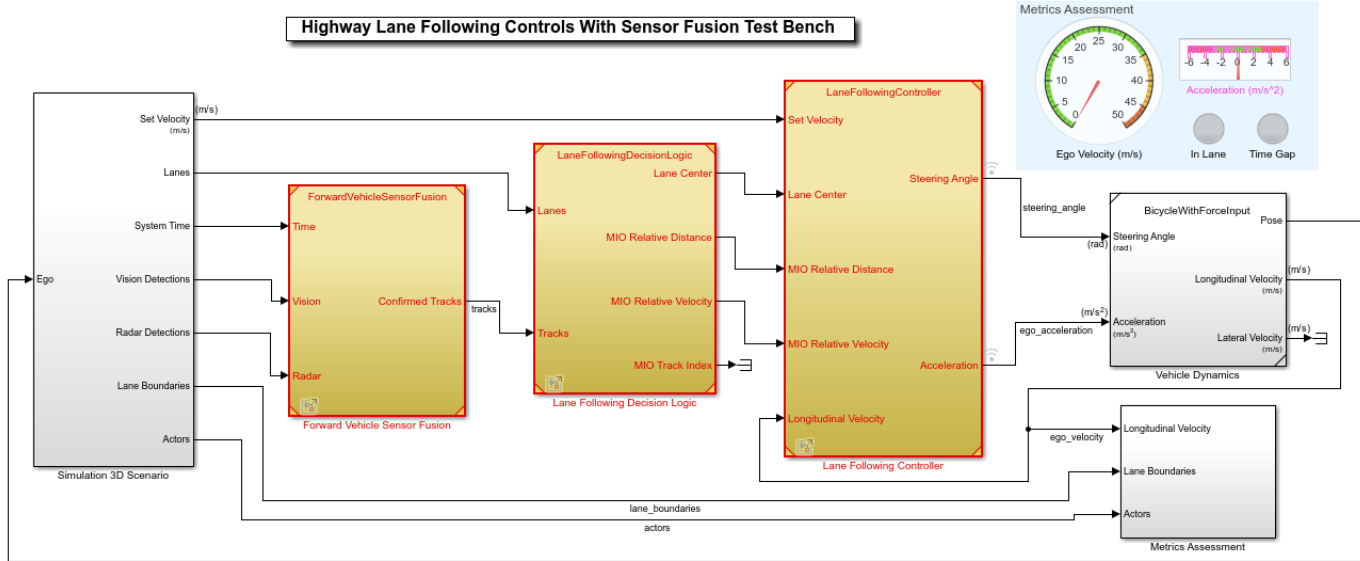 Highway Lane Following Controls With Sensor Fusion Test Bench
Metrics Assessment
0
5
10
15
20
25
30
35
40
45
50
Ego Velocity (m/s)
-6 -4 -2 0 2 4 6
Acceleration (m/s^2)
In Lane
Time Gap
Ego
Set Velocity
(m/s)
Lanes
System Time
Vision Detections
Radar Detections
Lane Boundaries
Actors
Simulation 3D Scenario
(m/s)
ForwardVehicleSensorFusion
Time
Vision
Radar
Confirmed Tracks
Forward Vehicle Sensor Fusion
tracks
LaneFollowingDecisionLogic
Lanes
Tracks
Lane Center
MIO Relative Distance
MIO Relative Velocity
MIO Track Index
Lane Following Decision Logic
LaneFollowingController
Set Velocity
Lane Center
MIO Relative Distance
MIO Relative Velocity
Longitudinal Velocity
Steering Angle
Acceleration
Lane Following Controller
steering_angle
(rad)
(m/s²)
ego_acceleration
BicycleWithForceInput
Steering Angle
(rad)
Acceleration
(m/s²)
Pose
Longitudinal Velocity
(m/s)
Lateral Velocity
(m/s)
Vehicle Dynamics
(m/s)
(m/s)
ego_velocity
lane_boundaries
actors
Longitudinal Velocity
Lane Boundaries
Actors
Metrics Assessment